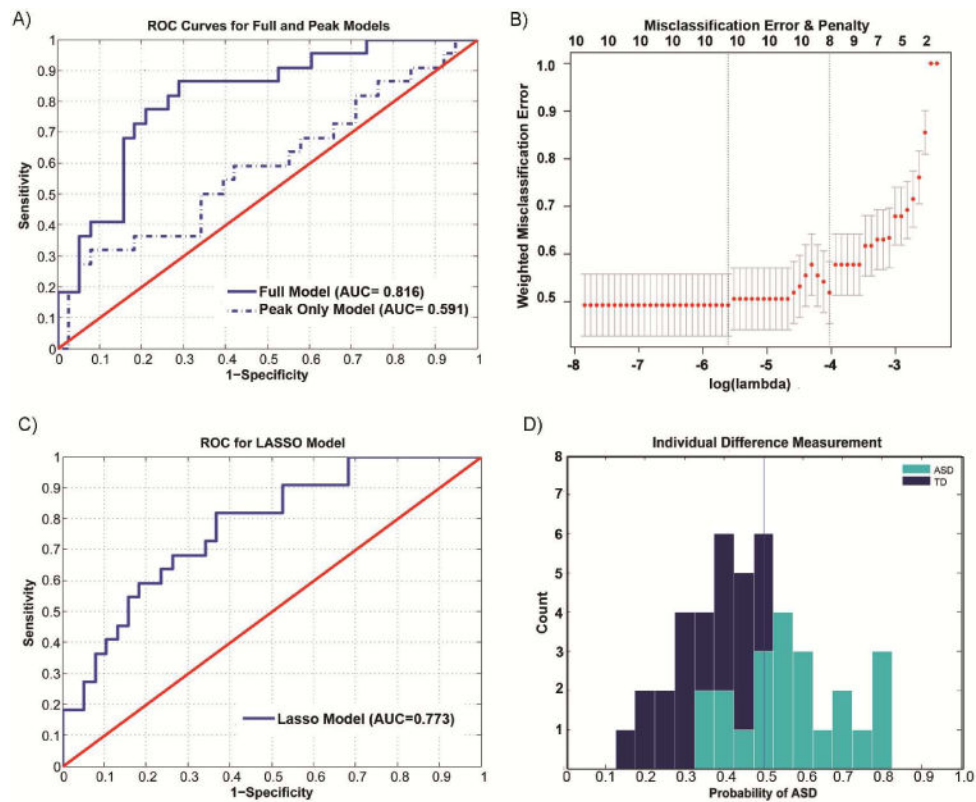 A)
ROC Curves for Full and Peak Models
1
0.9
0.8
0.7
0.6
0.5
0.4
0.3
0.2
0.1
0
Sensitivity
Full Model (AUC= 0.816)
Peak Only Model (AUC= 0.591)
0 0.1 0.2 0.3 0.4 0.5 0.6 0.7 0.8 0.9 1
1−Specificity
B)
Misclassification Error & Penalty
10 10 10 10 10 10 10 8 9 7 5 2
1.0
0.9
0.8
0.7
0.6
0.5
Weighted Misclassification Error
-8 -7 -6 -5 -4 -3
log(lambda)
C)
ROC for LASSO Model
1
0.9
0.8
0.7
0.6
0.5
0.4
0.3
0.2
0.1
0
Sensitivity
Lasso Model (AUC=0.773)
0 0.1 0.2 0.3 0.4 0.5 0.6 0.7 0.8 0.9 1
1−Specificity
D)
Individual Difference Measurement
8
7
6
5
4
3
2
1
0
Count
ASD
TD
0 0.1 0.2 0.3 0.4 0.5 0.6 0.7 0.8 0.9 1.0
Probability of ASD